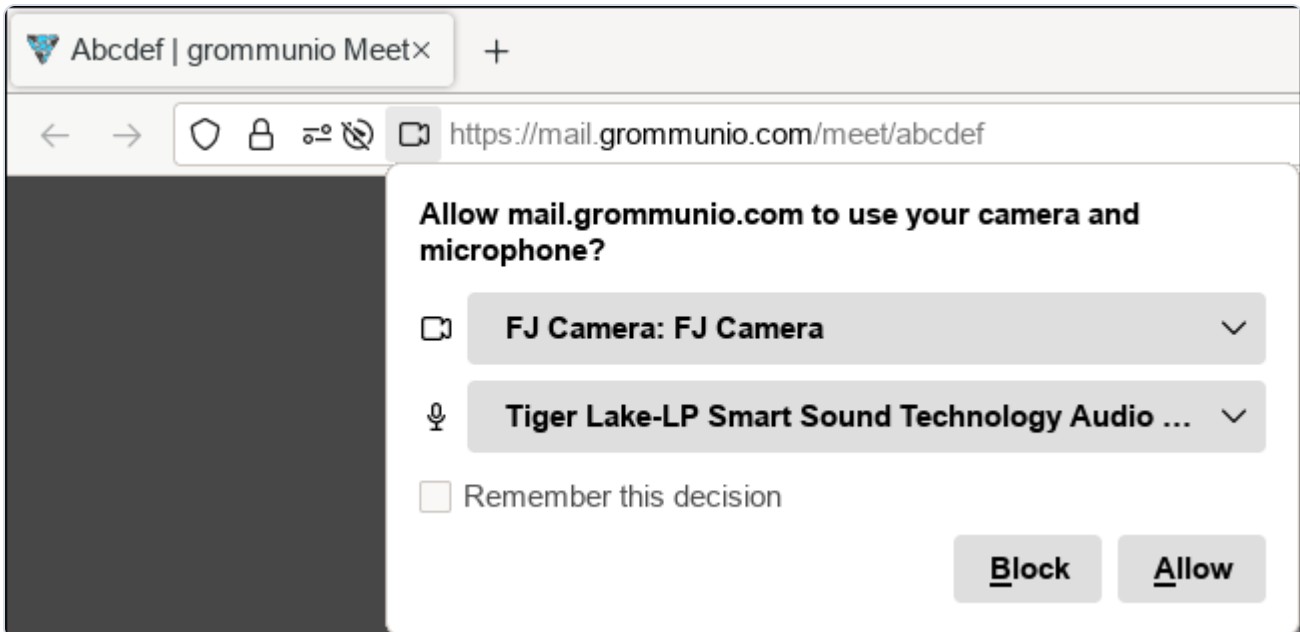 Abcdef | grommunio Meet
https://mail.grommunio.com/meet/abcdef
Allow mail.grommunio.com to use your camera and
microphone?
FJ Camera: FJ Camera
Tiger Lake-LP Smart Sound Technology Audio ...
Remember this decision
Block Allow